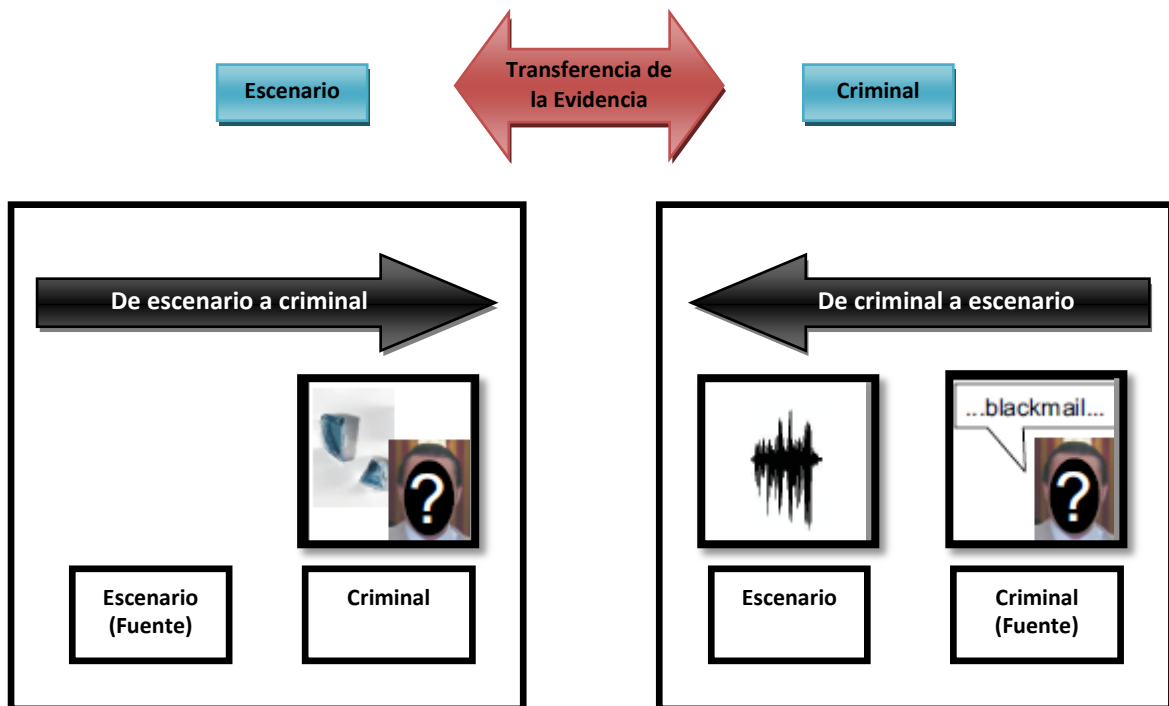 Escenario
Transferencia de
la Evidencia
Criminal
De escenario a criminal
?
Escenario
(Fuente)
Criminal
De criminal a escenario
...blackmail...
?
Escenario
Criminal
(Fuente)